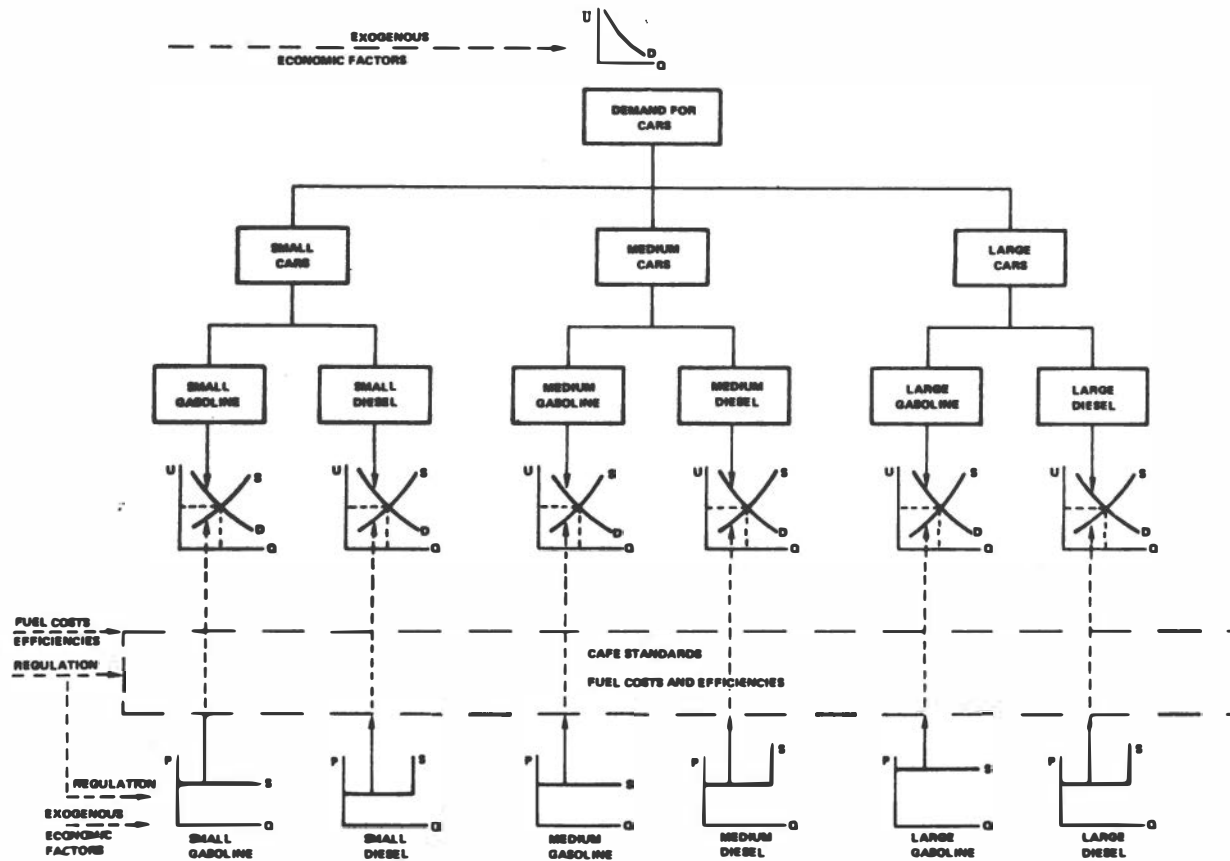 EXOGENOUS
ECONOMIC FACTORS
U
D
Q
DEMAND FOR
CARS
SMALL
CARS
MEDIUM
CARS
LARGE
CARS
SMALL
GASOLINE
SMALL
DIESEL
MEDIUM
GASOLINE
MEDIUM
DIESEL
LARGE
GASOLINE
LARGE
DIESEL
U S D Q
U S D Q
U S D Q
U S D Q
U S D Q
U S D Q
FUEL COSTS
EFFICIENCIES
REGULATION
CAFE STANDARDS
FUEL COSTS AND EFFICIENCIES
REGULATION
EXOGENOUS
ECONOMIC
FACTORS
P S
P S Q
P S Q
P S Q
P S Q
P S Q
SMALL
GASOLINE
SMALL
DIESEL
MEDIUM
GASOLINE
MEDIUM
DIESEL
LARGE
GASOLINE
LARGE
DIESEL